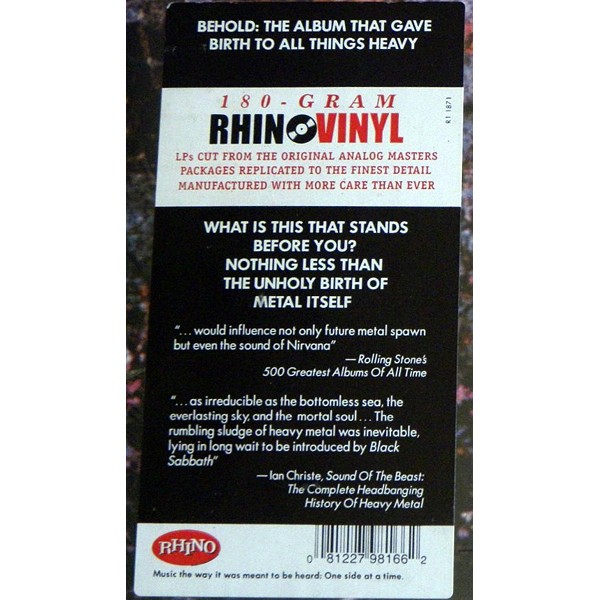 BEHOLD: THE ALBUM THAT GAVE
BIRTH TO ALL THINGS HEAVY
180-GRAM
RHINOVINYL
R1 1871
LPs CUT FROM THE ORIGINAL ANALOG MASTERS
PACKAGES REPLICATED TO THE FINEST DETAIL
MANUFACTURED WITH MORE CARE THAN EVER
WHAT IS THIS THAT STANDS
BEFORE YOU?
NOTHING LESS THAN
THE UNHOLY BIRTH OF
METAL ITSELF
“... would influence not only future metal spawn
but even the sound of Nirvana”
—Rolling Stone's
500 Greatest Albums Of All Time
“... as irreducible as the bottomless sea, the
everlasting sky, and the mortal soul ... The
rumbling sludge of heavy metal was inevitable,
lying in long wait to be introduced by Black
Sabbath”
—Ian Christe, Sound Of The Beast:
The Complete Headbanging
History Of Heavy Metal
RHINO
0 81227 98166 2
Music the way it was meant to be heard: One side at a time.